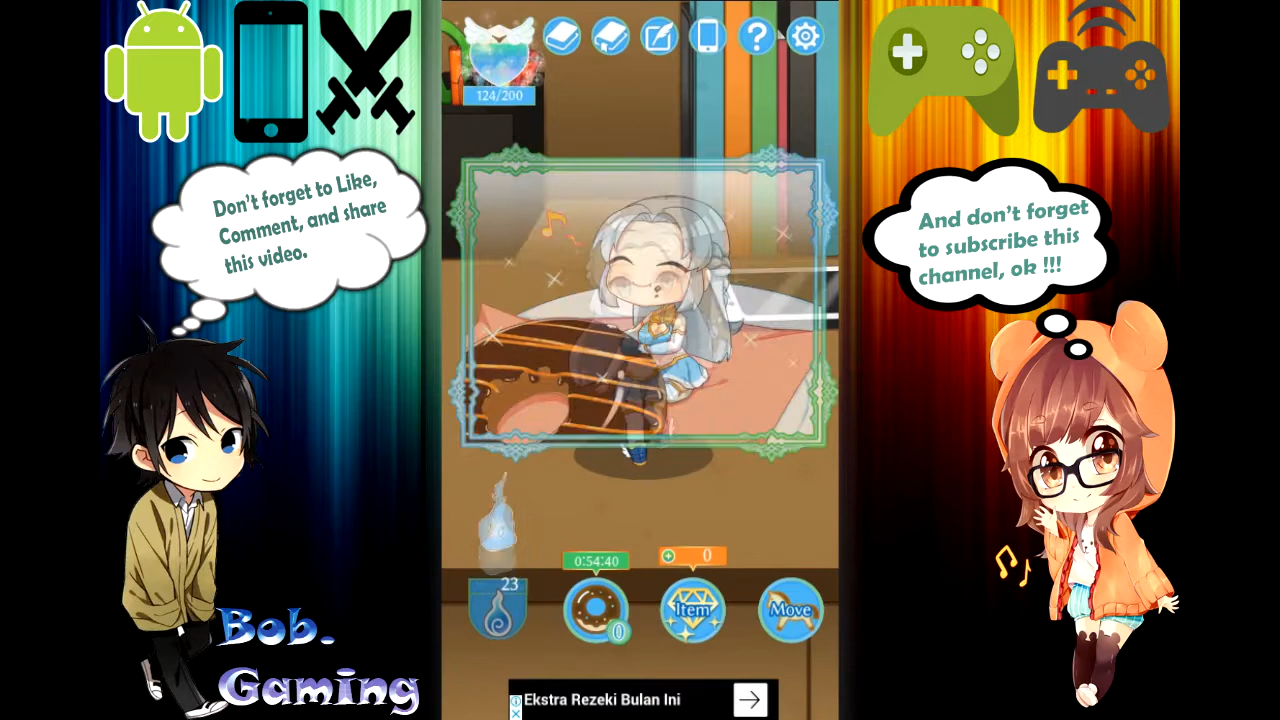 124/200
Don't forget to Like,
Comment, and share
this video.
And don't forget
to subscribe this
channel, ok !!!
0:54:40
0
23
0
Item
Move
Bob.
Gaming
Ekstra Rezeki Bulan Ini